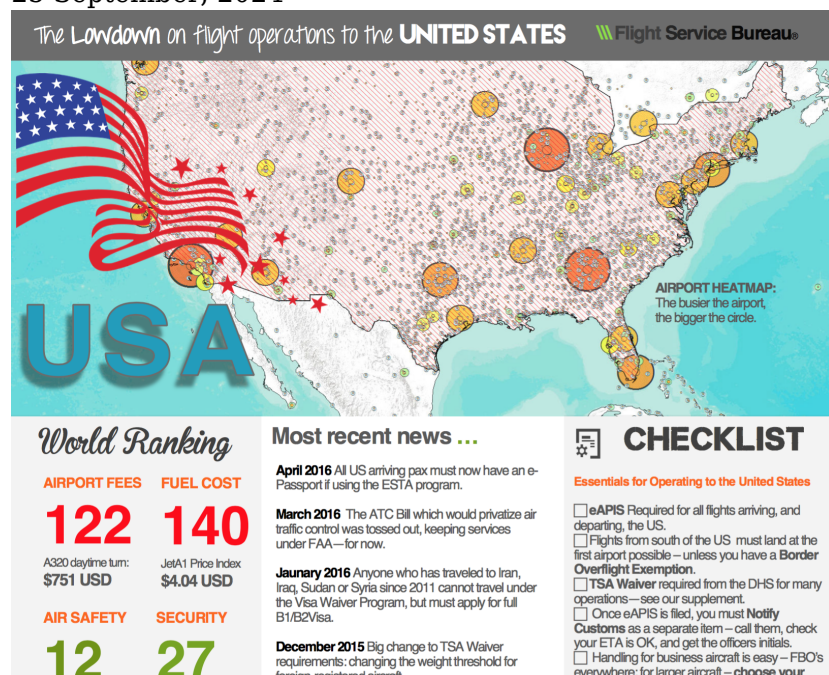 The Lowdown on flight operations to the UNITED STATES
Flight Service Bureau®
AIRPORT HEATMAP:
The busier the airport,
the bigger the circle.
USA
World Ranking
AIRPORT FEES
122
A320 daytime turn:
$751 USD
FUEL COST
140
JetA1 Price Index
$4.04 USD
AIR SAFETY
12
SECURITY
27
Most recent news ...
April 2016 All US arriving pax must now have an e-
Passport if using the ESTA program.
March 2016 The ATC Bill which would privatize air
traffic control was tossed out, keeping services
under FAA—for now.
Jaunary 2016 Anyone who has traveled to Iran,
Iraq, Sudan or Syria since 2011 cannot travel under
the Visa Waiver Program, but must apply for full
B1/B2Visa.
December 2015 Big change to TSA Waiver
requirements: changing the weight threshold for
CHECKLIST
Essentials for Operating to the United States
eAPIS Required for all flights arriving, and
departing, the US.
Flights from south of the US must land at the
first airport possible – unless you have a Border
Overflight Exemption.
TSA Waiver required from the DHS for many
operations—see our supplement.
Once eAPIS is filed, you must Notify
Customs as a separate item – call them, check
your ETA is OK, and get the officers initials.
Handling for business aircraft is easy – FBO's
everywhere; for larger aircraft – choose your